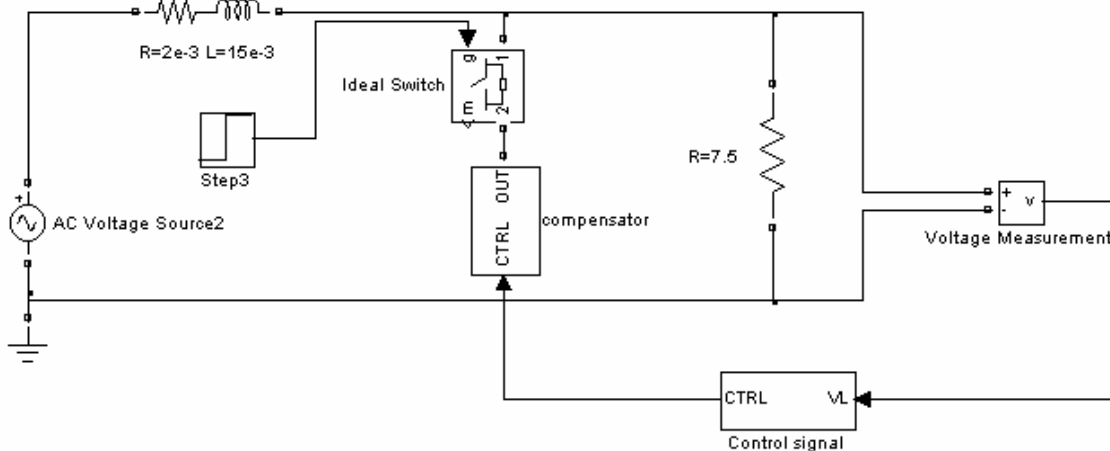 R=2e-3 L=15e-3
Ideal Switch
g
1
m
2
Step3
R=7.5
AC Voltage Source2
+
CTRL OUT
compensator
+
-
v
Voltage Measurement
CTRL VL
Control signal